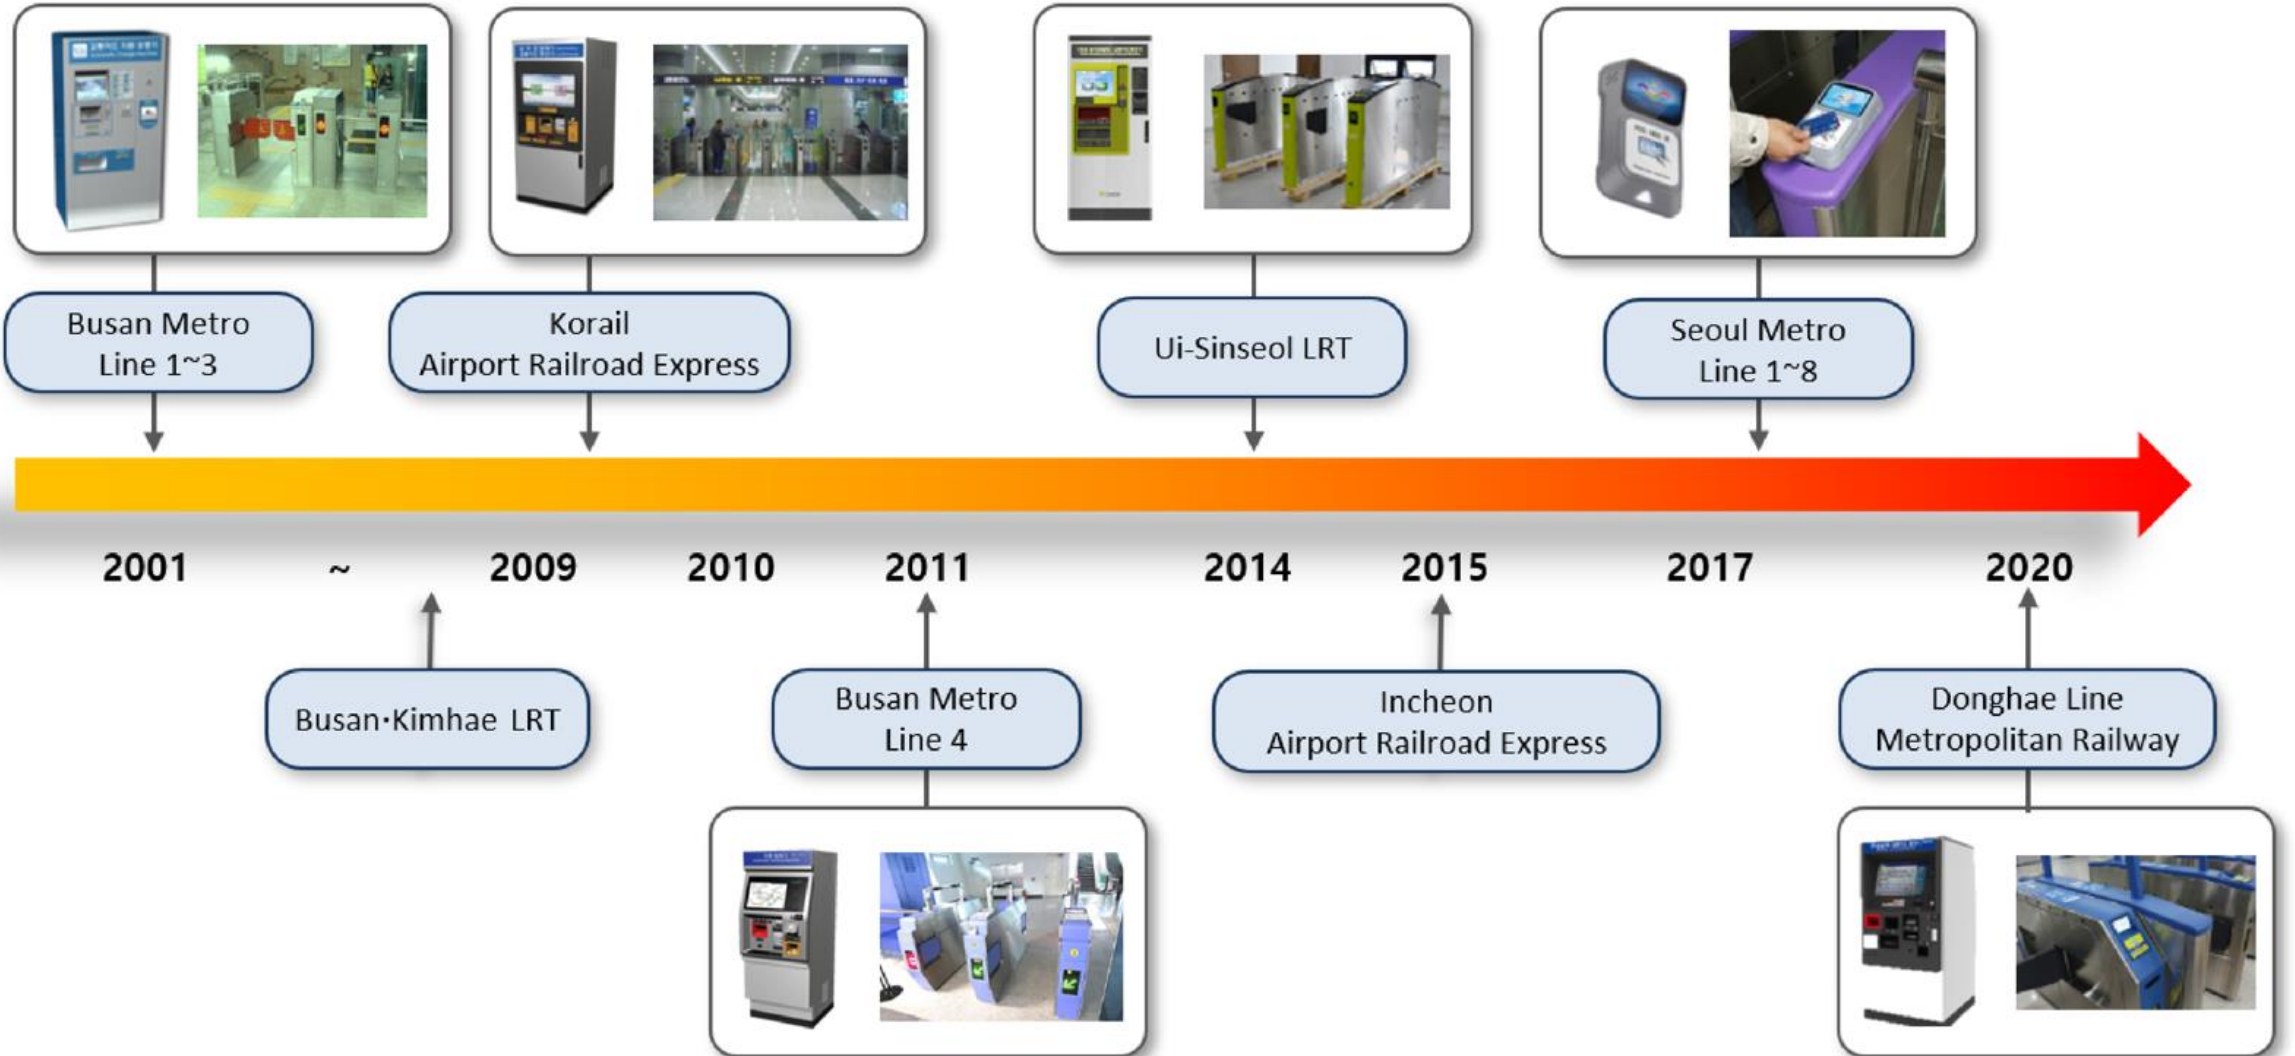 Busan Metro
Line 1~3
Korail
Airport Railroad Express
Ui-Sinseol LRT
Seoul Metro
Line 1~8
2001
~
2009
2010
2011
2014
2015
2017
2020
Busan·Kimhae LRT
Busan Metro
Line 4
Incheon
Airport Railroad Express
Donghae Line
Metropolitan Railway